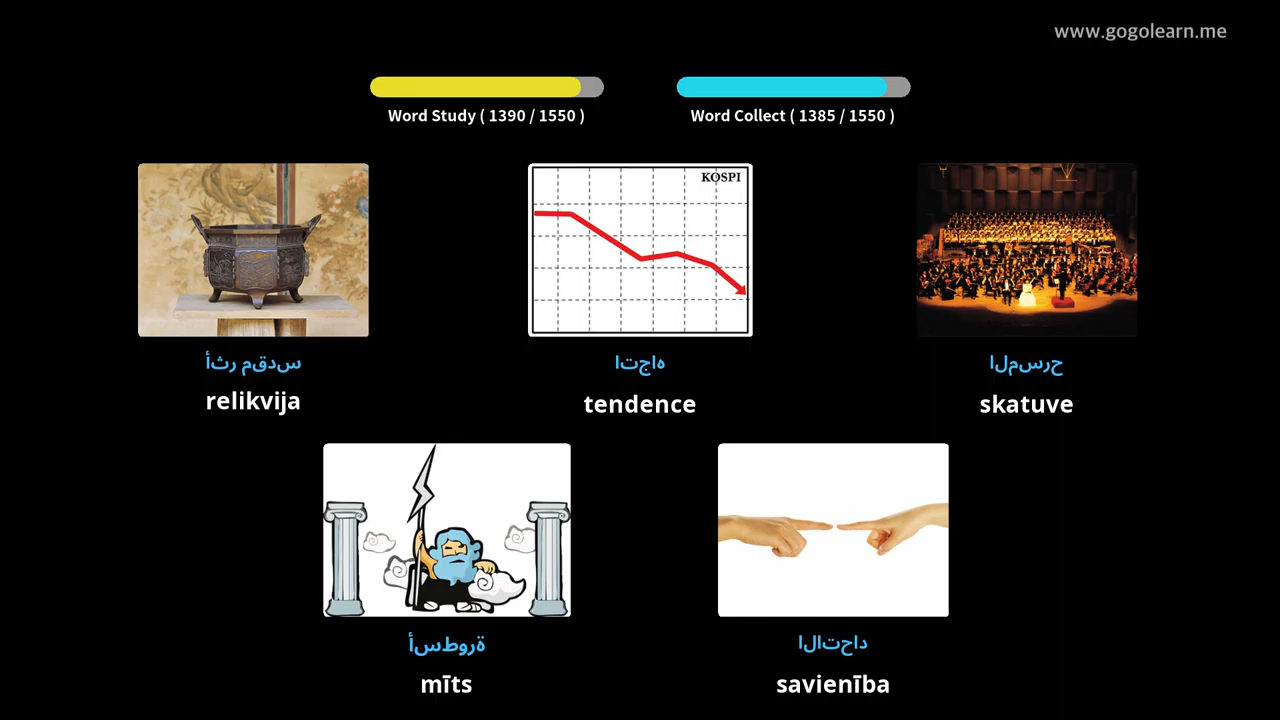 www.gogolearn.me
Word Study ( 1390 / 1550 )
Word Collect ( 1385 / 1550 )
KOSPI
أثر مقدس
اتجاه
المسرح
relikvija
tendence
skatuve
أسطورة
الاتحاد
mīts
savienība